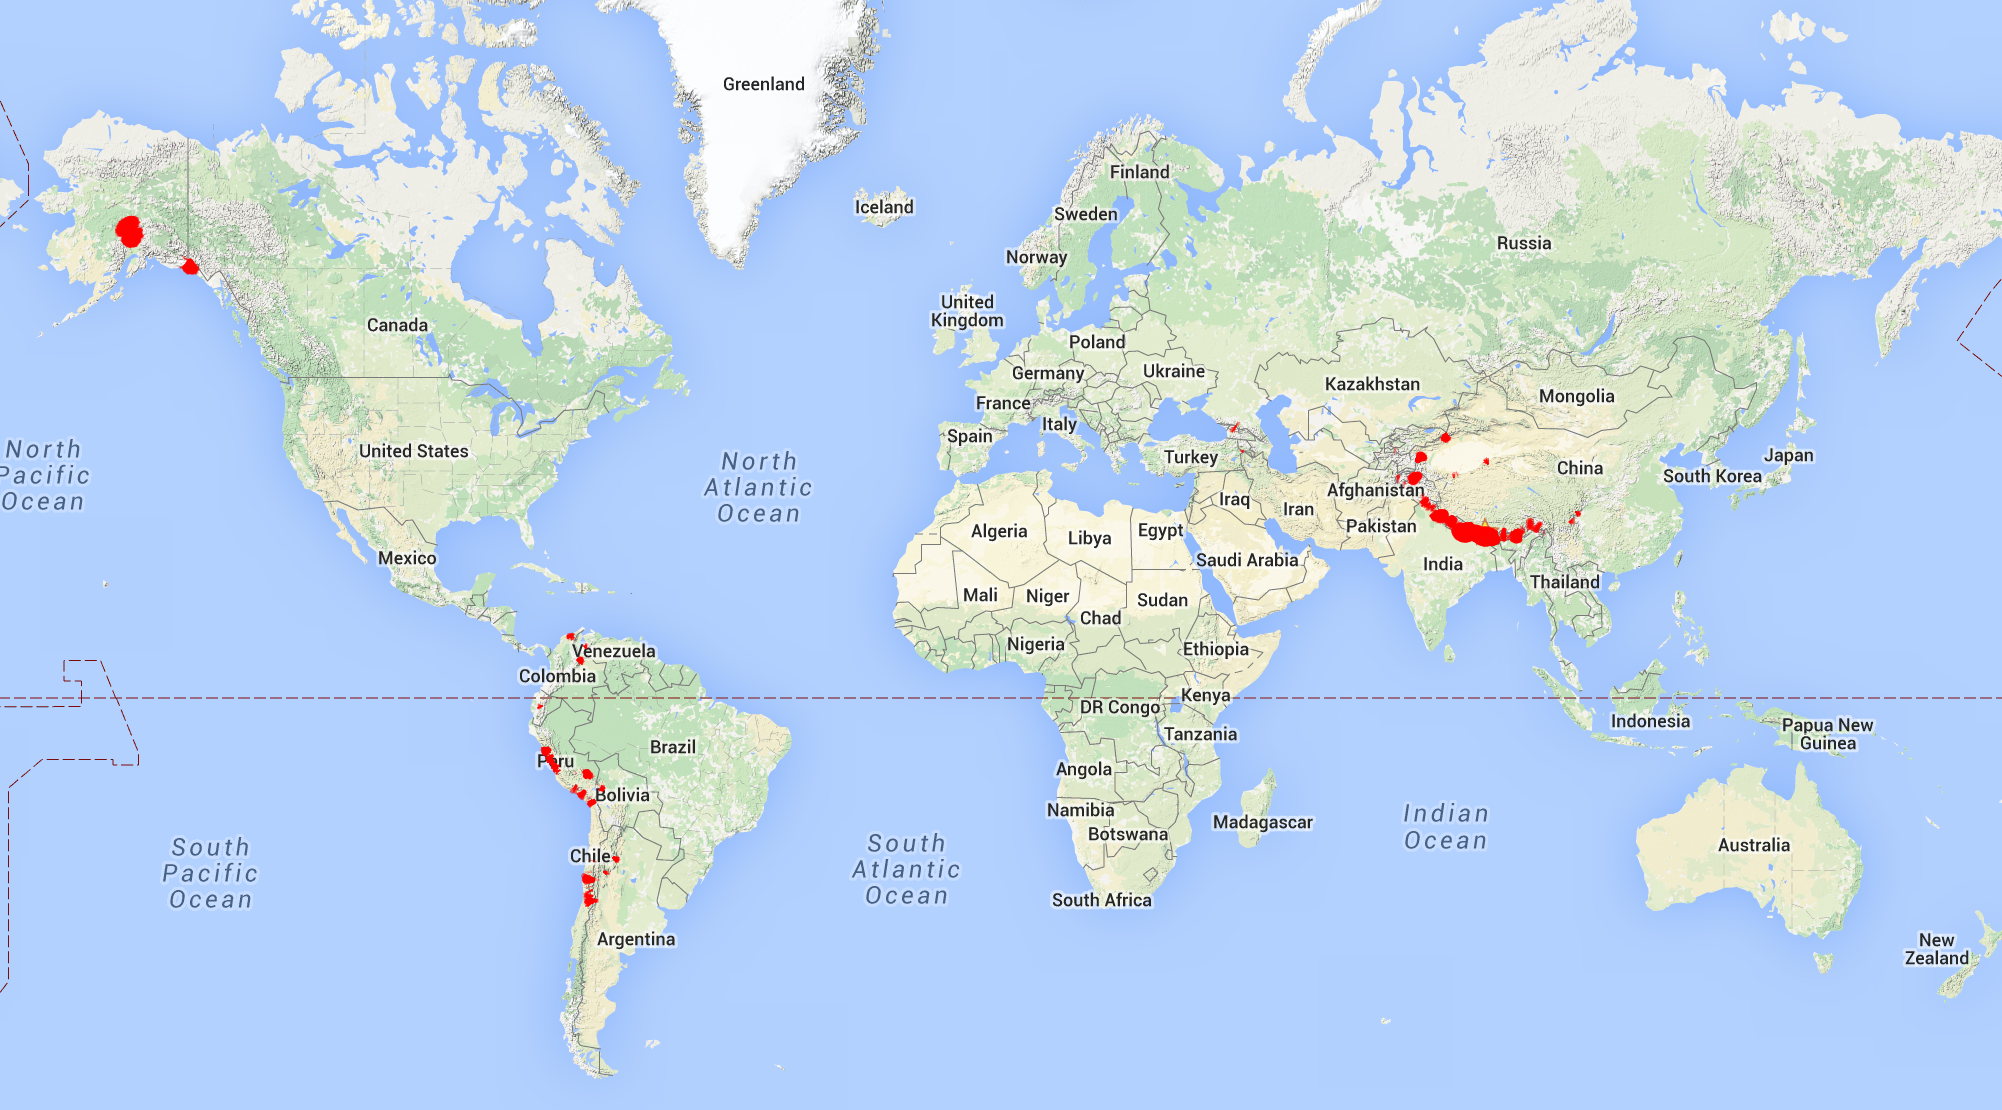 Greenland
Iceland
Finland
Sweden
Norway
Russia
United
Kingdom
Canada
Poland
Germany
Ukraine
France
Kazakhstan
Mongolia
Italy
Spain
United States
North
Pacific
Ocean
North
Atlantic
Ocean
Turkey
China
Japan
South Korea
Afghanistan
Iraq
Iran
Pakistan
Algeria
Libya
Egypt
Saudi Arabia
India
Mexico
Thailand
Mali
Niger
Sudan
Chad
Nigeria
Ethiopia
Venezuela
Colombia
Kenya
DR Congo
Indonesia
Papua New
Guinea
Tanzania
Brazil
Peru
Angola
Bolivia
Namibia
Madagascar
Botswana
Indian
Ocean
Chile
Australia
South
Pacific
Ocean
South
Atlantic
Ocean
South Africa
Argentina
New
Zealand